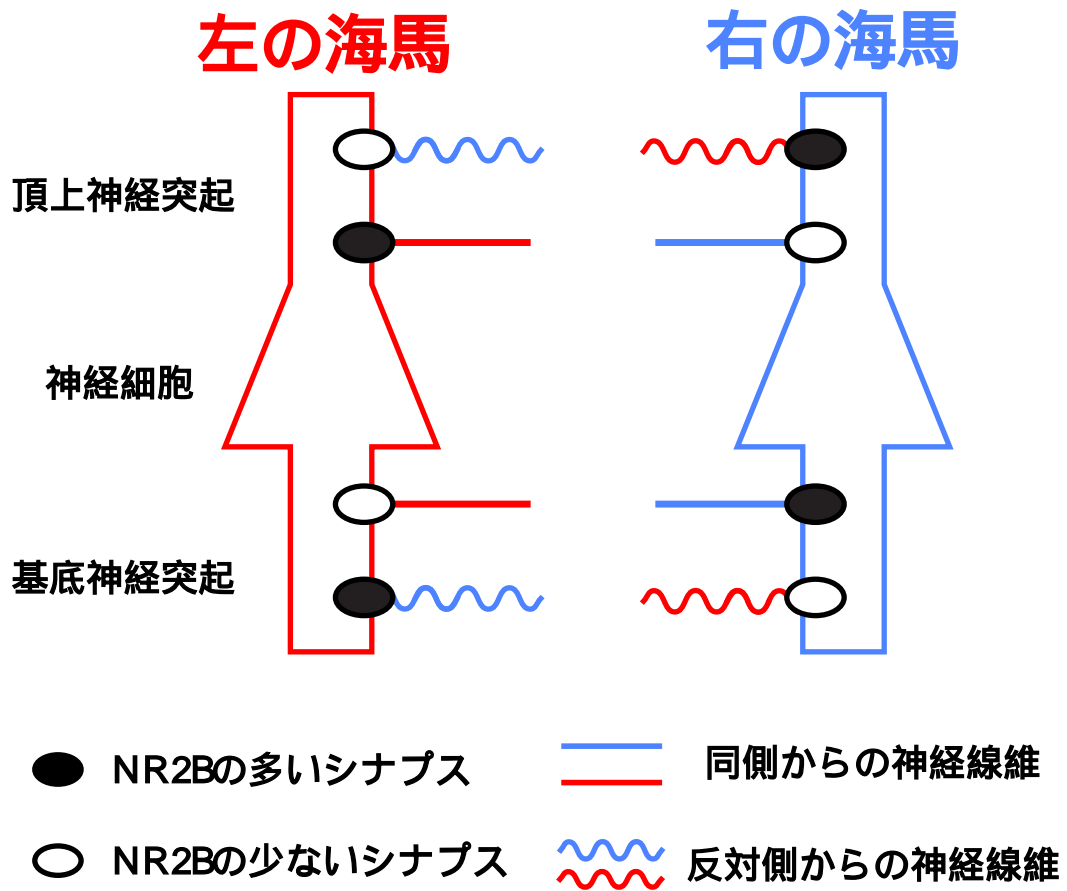 左の海馬
右の海馬
頂上神経突起
神経細胞
基底神経突起
NR2Bの多いシナプス
同側からの神経線維
NR2Bの少ないシナプス
反対側からの神経線維